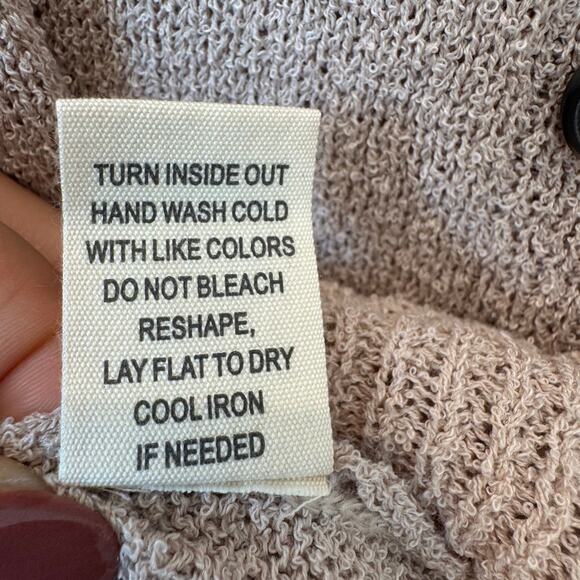 TURN INSIDE OUT
HAND WASH COLD
WITH LIKE COLORS
DO NOT BLEACH
RESHAPE,
LAY FLAT TO DRY
COOL IRON
IF NEEDED